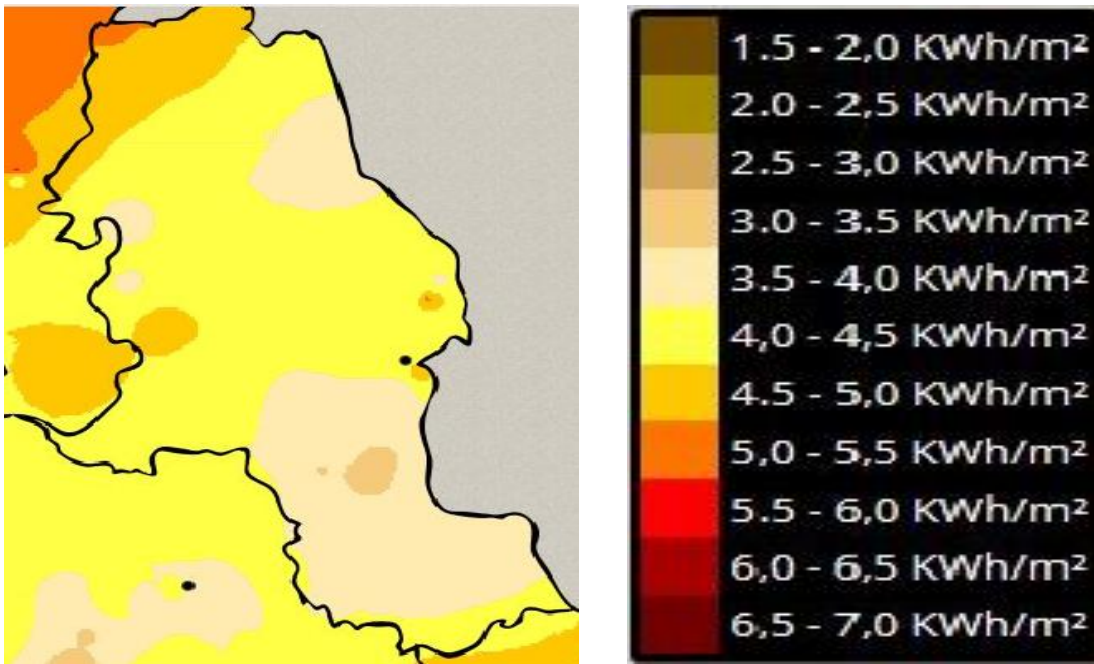 1.5 - 2,0 KWh/m²
2.0 - 2,5 KWh/m²
2.5 - 3,0 KWh/m²
3.0 - 3.5 KWh/m²
3.5 - 4,0 KWh/m²
4,0 - 4,5 KWh/m²
4.5 - 5,0 KWh/m²
5,0 - 5,5 KWh/m²
5.5 - 6,0 KWh/m²
6,0 - 6,5 KWh/m²
6,5 - 7,0 KWh/m²